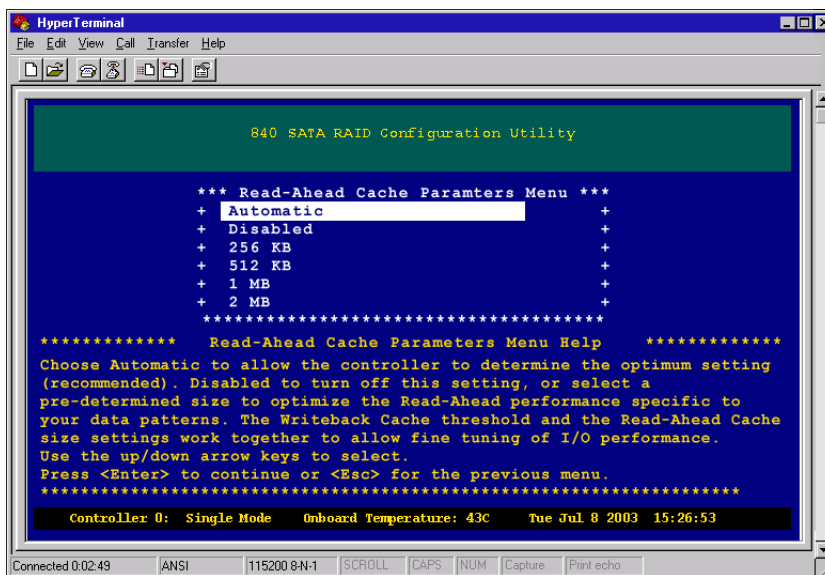 HyperTerminal
File Edit View Call Transfer Help
840 SATA RAID Configuration Utility
*** Read-Ahead Cache Paramters Menu ***
+ Automatic +
+ Disabled +
+ 256 KB +
+ 512 KB +
+ 1 MB +
+ 2 MB +
**************************************
************* Read-Ahead Cache Parameters Menu Help *************
Choose Automatic to allow the controller to determine the optimum setting
(recommended). Disabled to turn off this setting, or select a
pre-determined size to optimize the Read-Ahead performance specific to
your data patterns. The Writeback Cache threshold and the Read-Ahead Cache
size settings work together to allow fine tuning of I/O performance.
Use the up/down arrow keys to select.
Press <Enter> to continue or <Esc> for the previous menu.
******************************************************************
Controller 0: Single Mode Onboard Temperature: 43C Tue Jul 8 2003 15:26:53
Connected 0:02:49 ANSI 115200 8-N-1 SCROLL CAPS NUM Capture Print echo